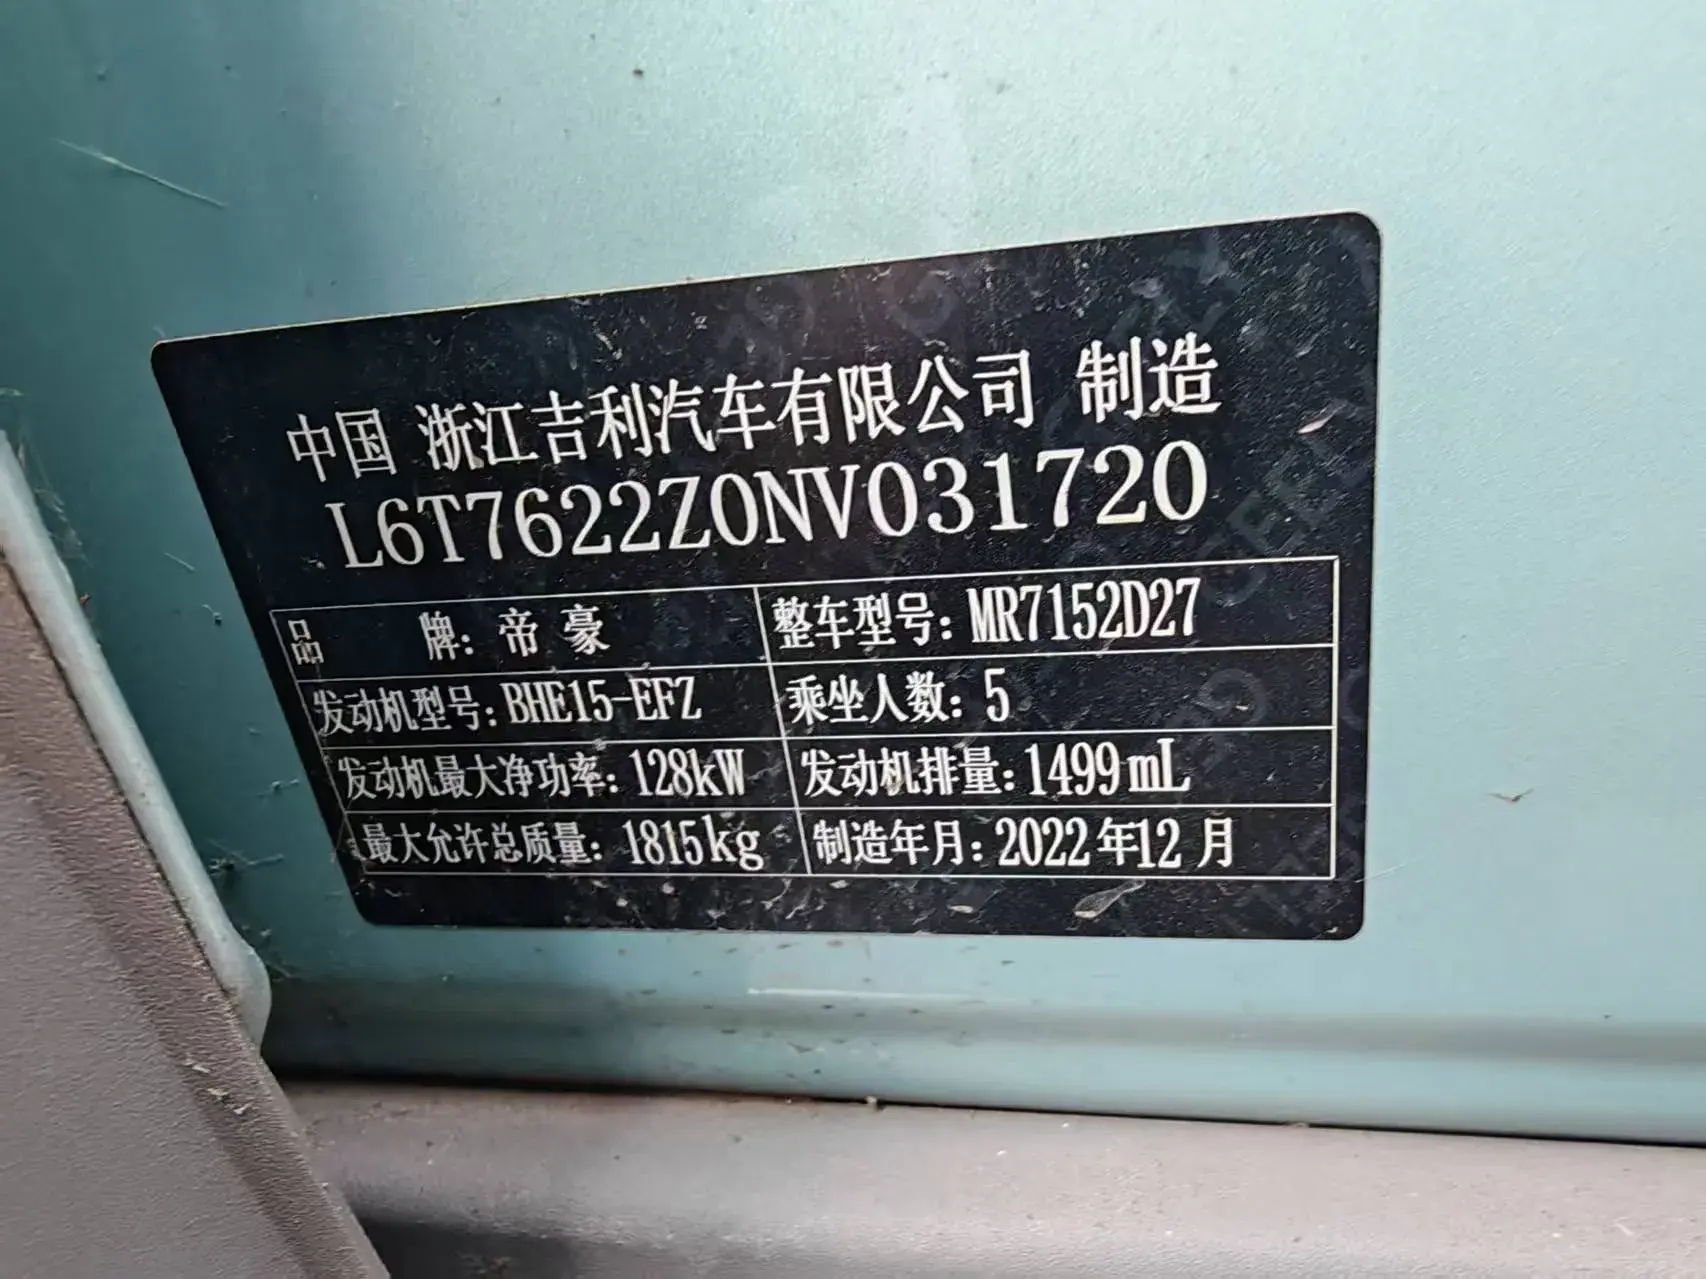 中国 浙江吉利汽车有限公司 制造
L6T7622Z0NV031720
品 牌: 帝豪 整车型号: MR7152D27
发动机型号: BHE15-EFZ 乘坐人数: 5
发动机最大净功率: 128kW 发动机排量: 1499mL
最大允许总质量: 1815kg 制造年月: 2022年12月